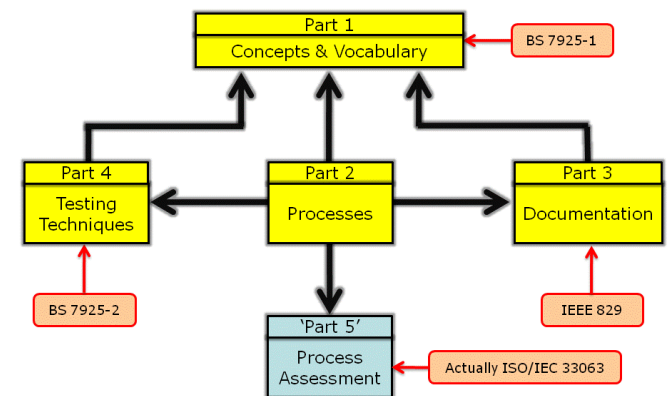 Part 1
Concepts & Vocabulary
BS 7925-1
Part 4
Testing
Techniques
Part 2
Processes
Part 3
Documentation
BS 7925-2
IEEE 829
‘Part 5’
Process
Assessment
Actually ISO/IEC 33063